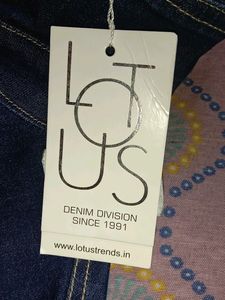 LOTUS
DENIM DIVISION
SINCE 1991
www.lotustrends.in